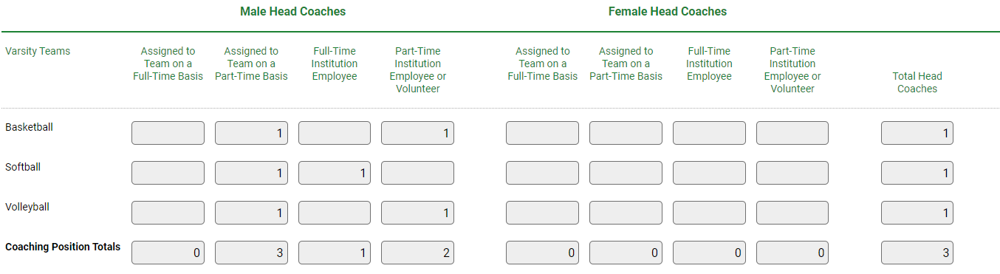 Male Head Coaches Female Head Coaches
Varsity Teams Assigned to Assigned to Full-Time Part-Time Assigned to Assigned to Full-Time Part-Time
Team on a Team on a Institution Institution Team on a Team on a Institution Institution
Full-Time Basis Part-Time Basis Employee Employee or Full-Time Basis Part-Time Basis Employee Employee or Total Head
Volunteer Volunteer Coaches
Basketball 1 1 1
Softball 1 1 1
Volleyball 1 1 1
Coaching Position Totals 0 3 1 2 0 0 0 0 3